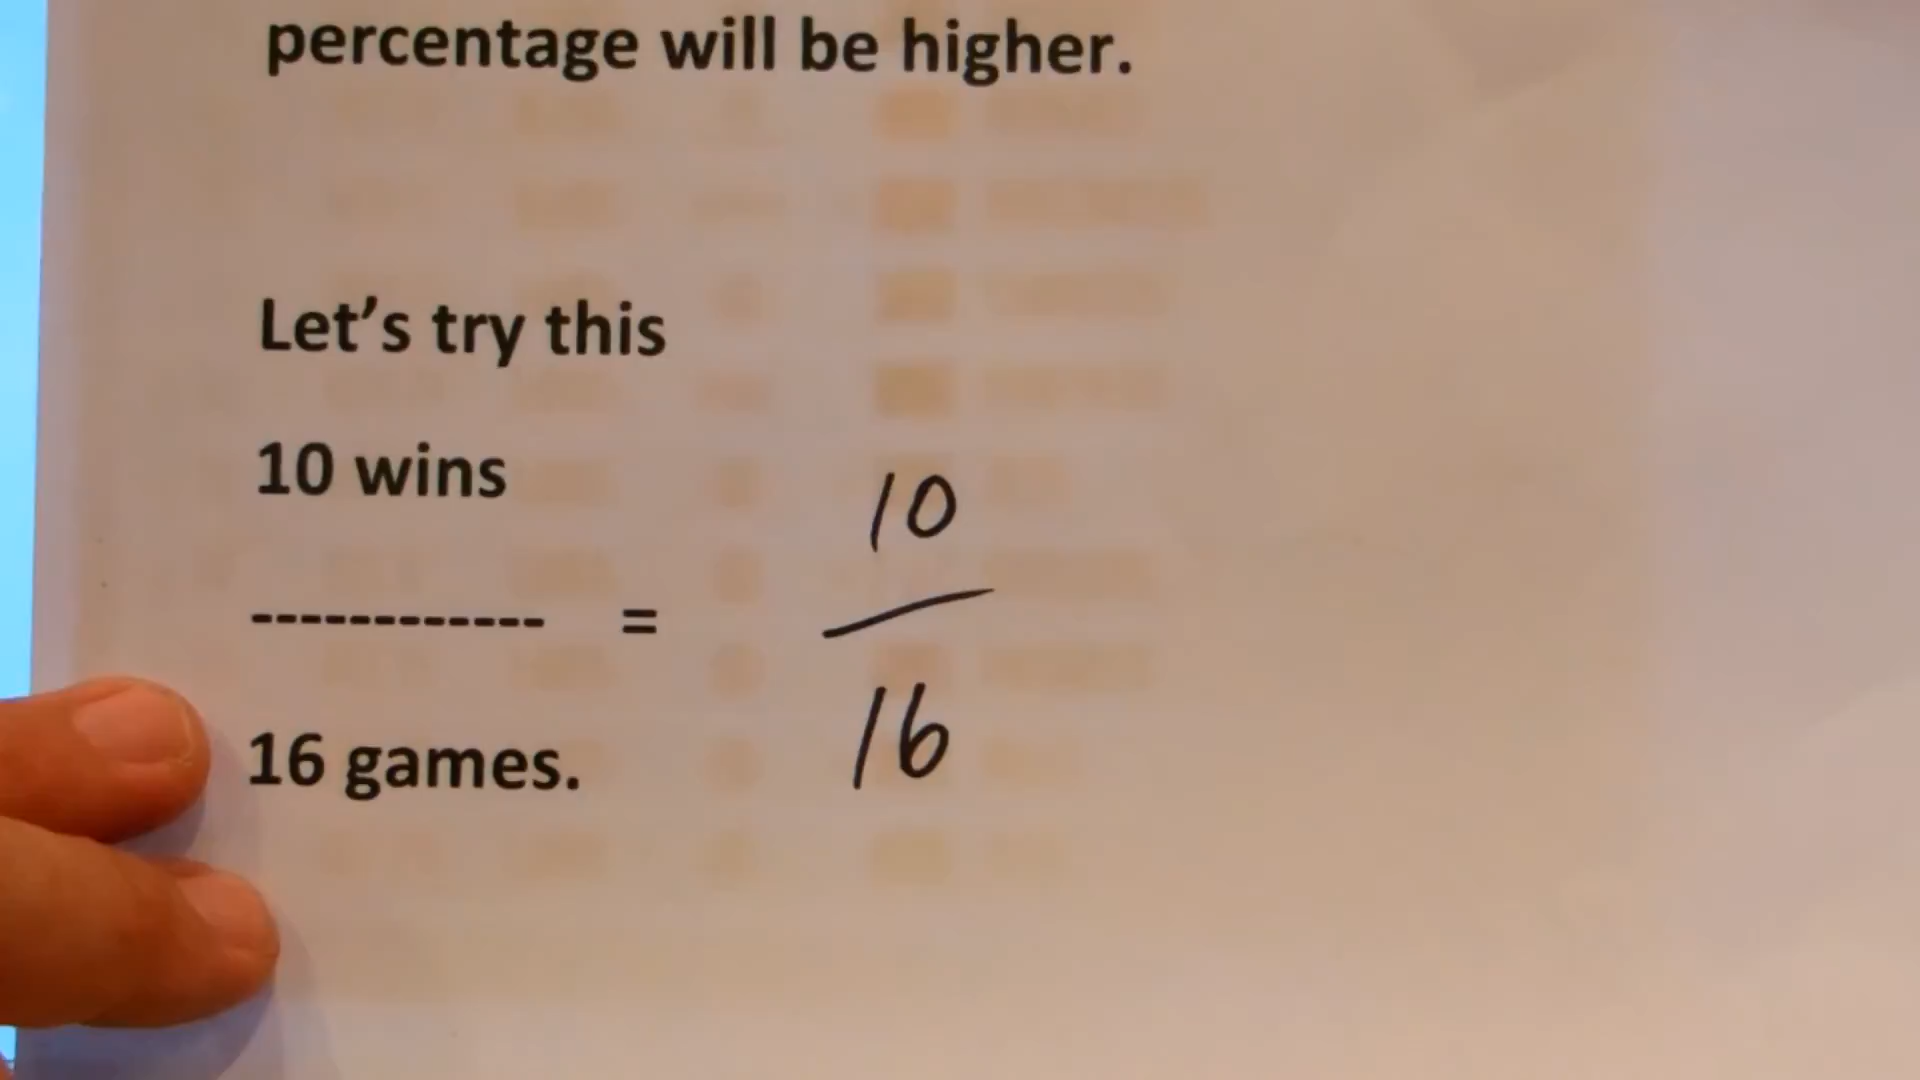 percentage will be higher.
Let’s try this
10 wins
10
------------ =
16 games.
16